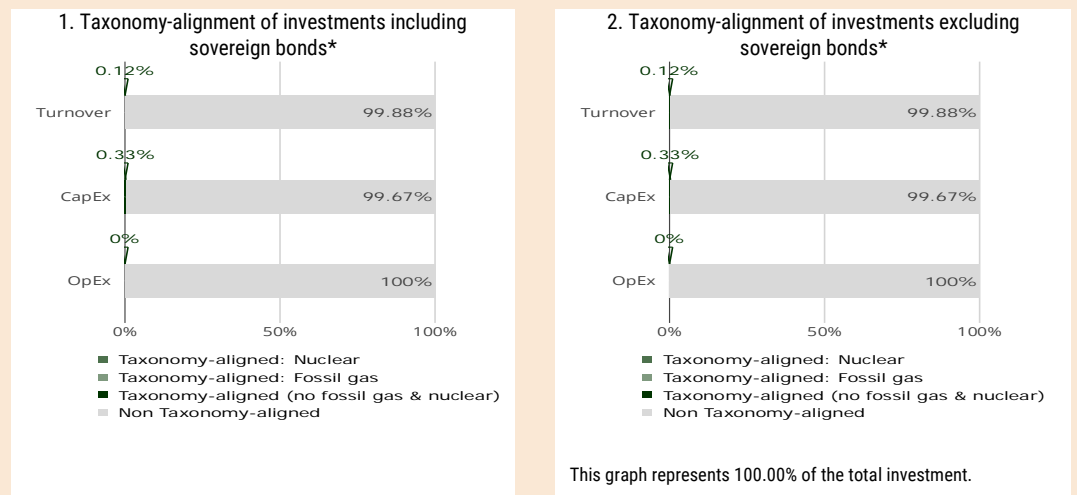 1. Taxonomy-alignment of investments including
sovereign bonds*
0.12%
Turnover 99.88%
0.33%
CapEx 99.67%
0%
OpEx 100%
0% 50% 100%
Taxonomy-aligned: Nuclear
Taxonomy-aligned: Fossil gas
Taxonomy-aligned (no fossil gas & nuclear)
Non Taxonomy-aligned
2. Taxonomy-alignment of investments excluding
sovereign bonds*
0.12%
Turnover 99.88%
0.33%
CapEx 99.67%
0%
OpEx 100%
0% 50% 100%
Taxonomy-aligned: Nuclear
Taxonomy-aligned: Fossil gas
Taxonomy-aligned (no fossil gas & nuclear)
Non Taxonomy-aligned
This graph represents 100.00% of the total investment.